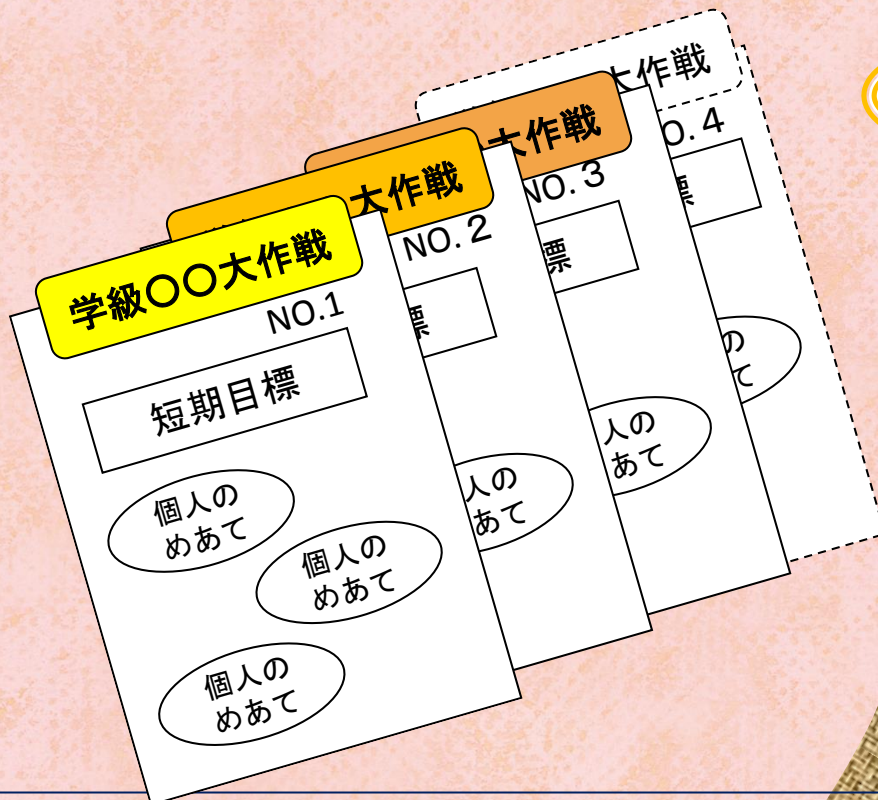 学級〇〇大作戦
NO.1
短期目標
個人の
めあて
個人の
めあて
個人の
めあて
大作戦
NO.2
標
人の
あて
大作戦
NO.3
標
人の
あて
大作戦
O.4
標
の
て